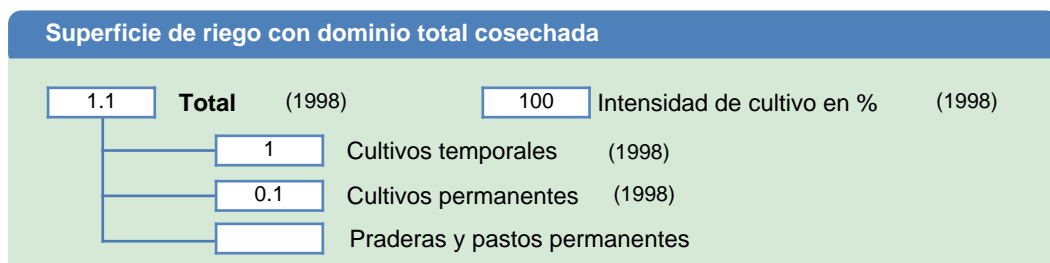 Superficie de riego con dominio total cosechada
1.1 Total (1998) 100 Intensidad de cultivo en % (1998)
1 Cultivos temporales (1998)
0.1 Cultivos permanentes (1998)
Praderas y pastos permanentes